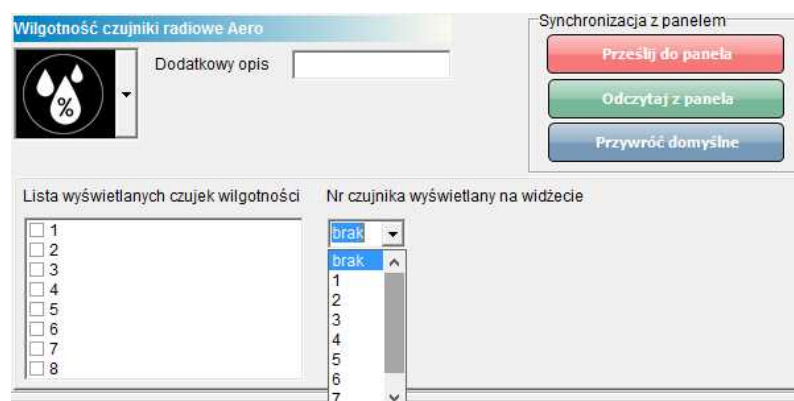 Wilgotność czujniki radiowe Aero
Dodatkowy opis
%
Synchronizacja z panelem
Prześlij do panela
Odczytaj z panela
Przywróć domyślne
Lista wyświetlanych czujek wilgotności
1
2
3
4
5
6
7
8
Nr czujnika wyświetlany na widżecie
brak
brak
1
2
3
4
5
6
7